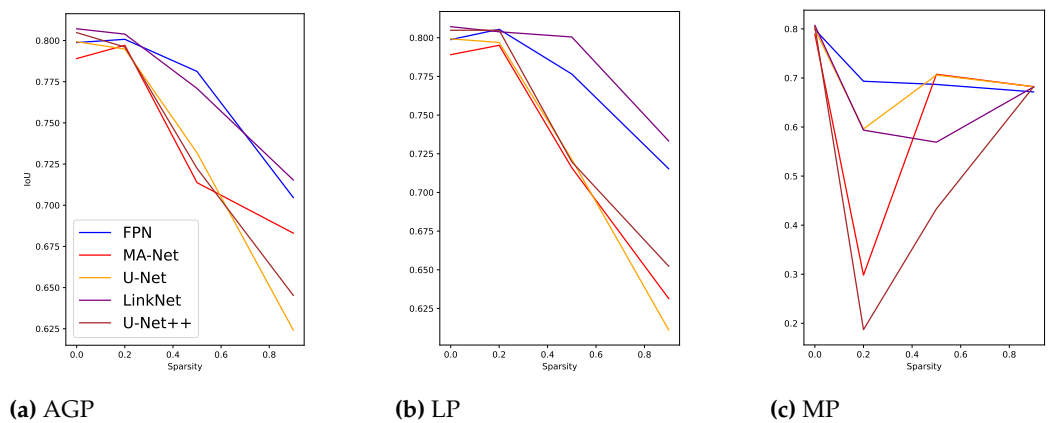 0.800
0.775
0.750
0.725
0.700
0.675
0.650
0.625
IoU
0.0 0.2 0.4 0.6 0.8
Sparsity
FPN
MA-Net
U-Net
LinkNet
U-Net++
0.800
0.775
0.750
0.725
0.700
0.675
0.650
0.625
0.0 0.2 0.4 0.6 0.8
Sparsity
0.8
0.7
0.6
0.5
0.4
0.3
0.2
0.0 0.2 0.4 0.6 0.8
Sparsity
(a) AGP
(b) LP
(c) MP